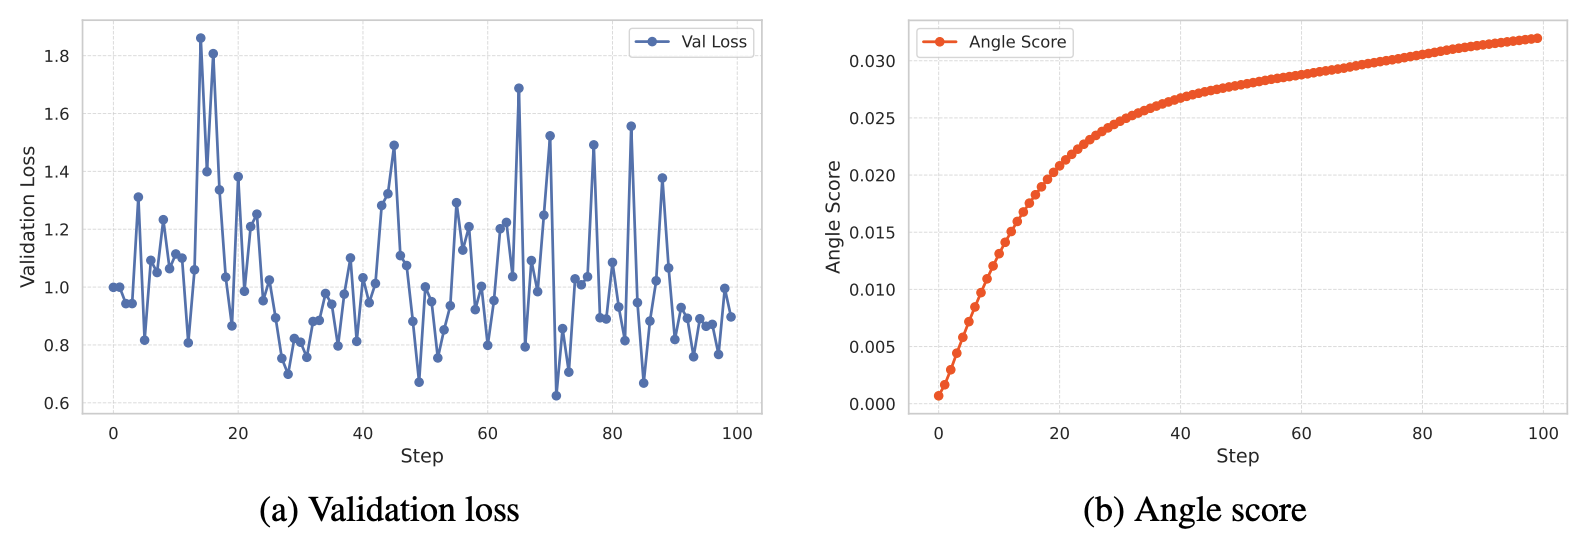 Val Loss
Validation Loss
1.8
1.6
1.4
1.2
1.0
0.8
0.6
0 20 40 60 80 100
Step
(a) Validation loss
Angle Score
Angle Score
0.030
0.025
0.020
0.015
0.010
0.005
0.000
0 20 40 60 80 100
Step
(b) Angle score